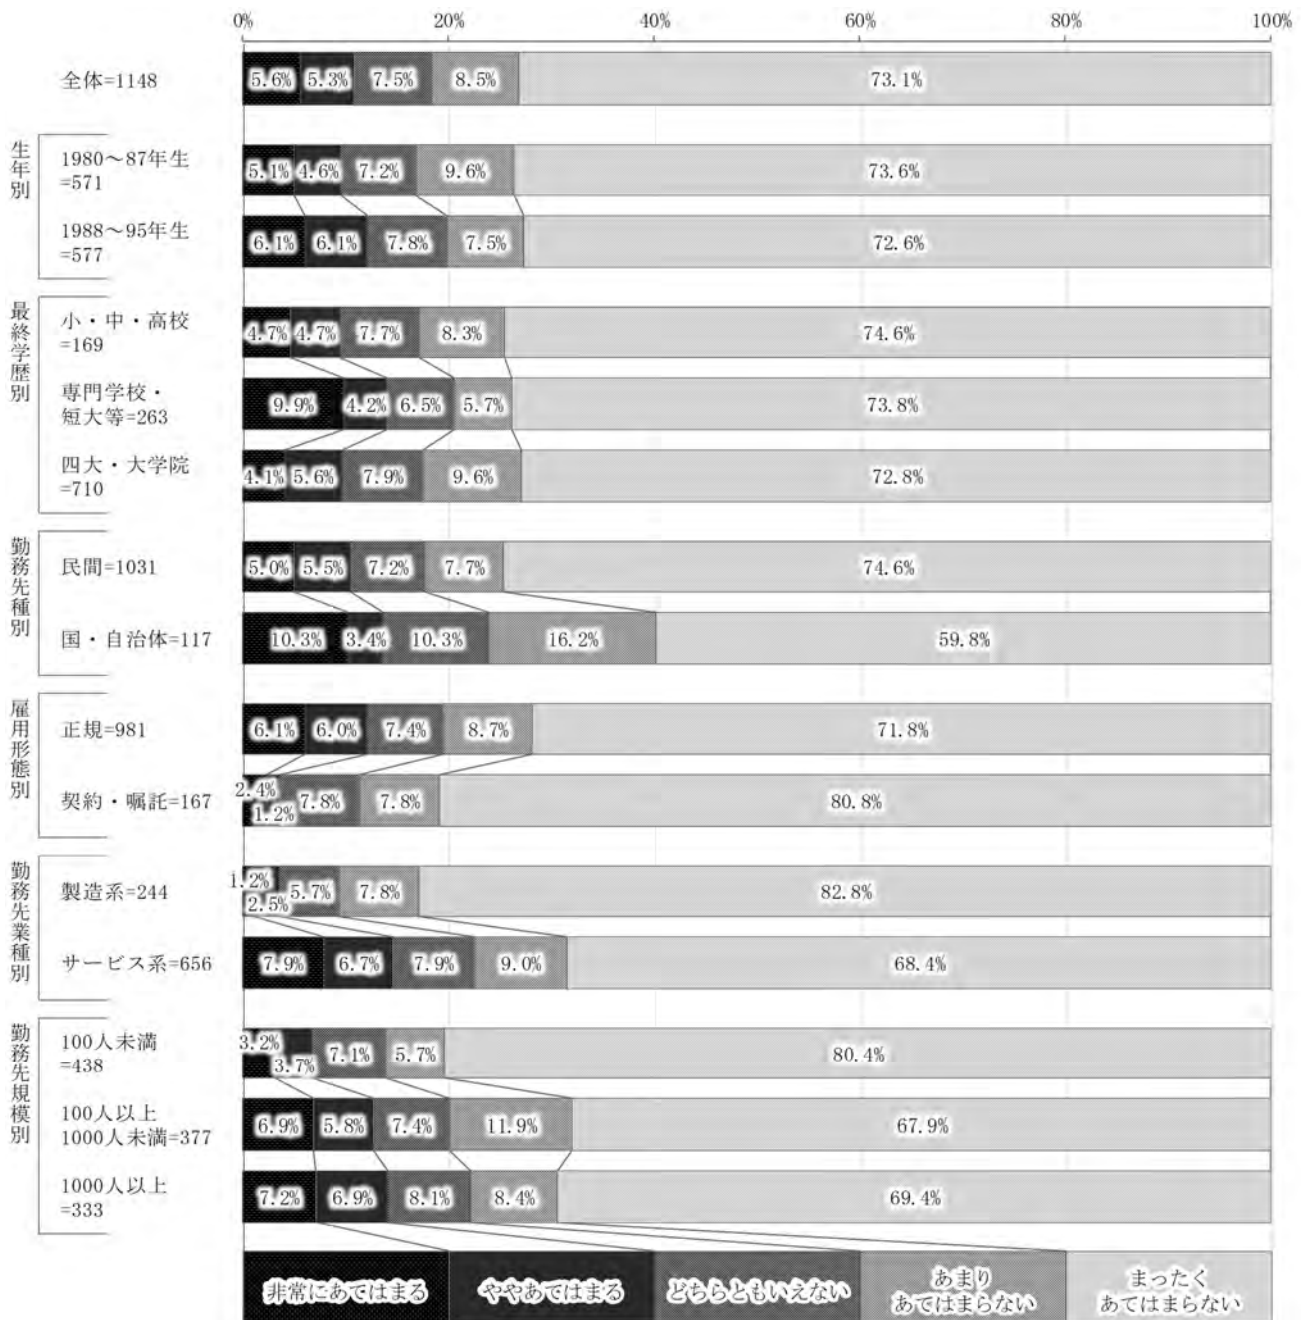 0% 20% 40% 60% 80% 100%
全体=1148 5.6% 5.3% 7.5% 8.5% 73.1%
生年別
1980～87年生
=571
5.1% 4.6% 7.2% 9.6% 73.6%
1988～95年生
=577
6.1% 6.1% 7.8% 7.5% 72.6%
最終学歴別
小・中・高校
=169
4.7% 4.7% 7.7% 8.3% 74.6%
専門学校・
短大等=263
9.9% 4.2% 6.5% 5.7% 73.8%
四大・大学院
=710
4.1% 5.6% 7.9% 9.6% 72.8%
勤務先種別
民間=1031 5.0% 5.5% 7.2% 7.7% 74.6%
国・自治体=117 10.3% 3.4% 10.3% 16.2% 59.8%
雇用形態別
正規=981 6.1% 6.0% 7.4% 8.7% 71.8%
契約・嘱託=167 2.4% 1.2% 7.8% 7.8% 80.8%
勤務先業種別
製造系=244 1.2% 2.5% 5.7% 7.8% 82.8%
サービス系=656 7.9% 6.7% 7.9% 9.0% 68.4%
勤務先規模別
100人未満
=438
3.2% 3.7% 7.1% 5.7% 80.4%
100人以上
1000人未満=377
6.9% 5.8% 7.4% 11.9% 67.9%
1000人以上
=333
7.2% 6.9% 8.1% 8.4% 69.4%
非常にあてはまる
ややあてはまる
どちらともいえない
あまり
あてはまらない
まったく
あてはまらない